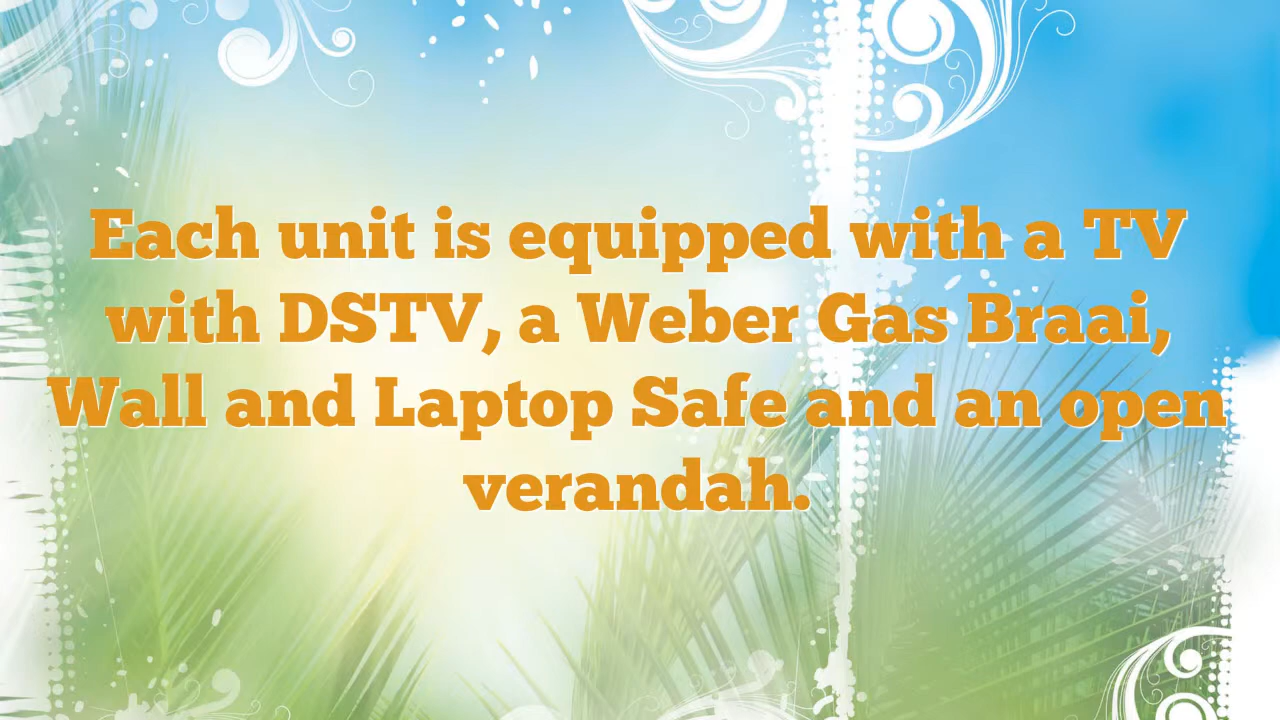 Each unit is equipped with a TV
with DSTV, a Weber Gas Braai,
Wall and Laptop Safe and an open
verandah.